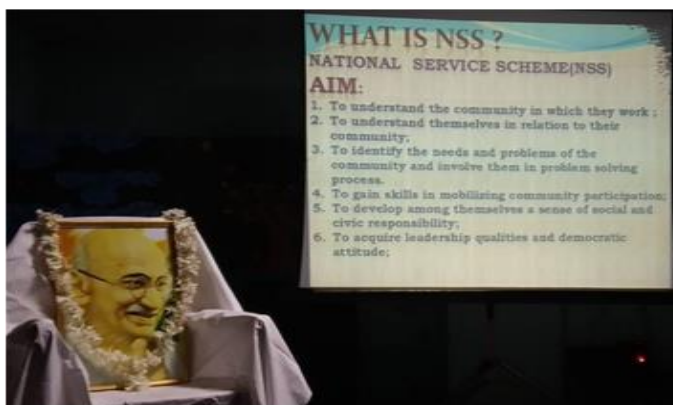 WHAT IS NSS ?
NATIONAL SERVICE SCHEME(NSS)
AIM:
1. To understand the community in which they work ;
2. To understand themselves in relation to their
community;
3. To identify the needs and problems of the
community and involve them in problem solving
process.
4. To gain skills in mobilizing community participation;
5. To develop among themselves a sense of social and
civic responsibility;
6. To acquire leadership qualities and democratic
attitude;